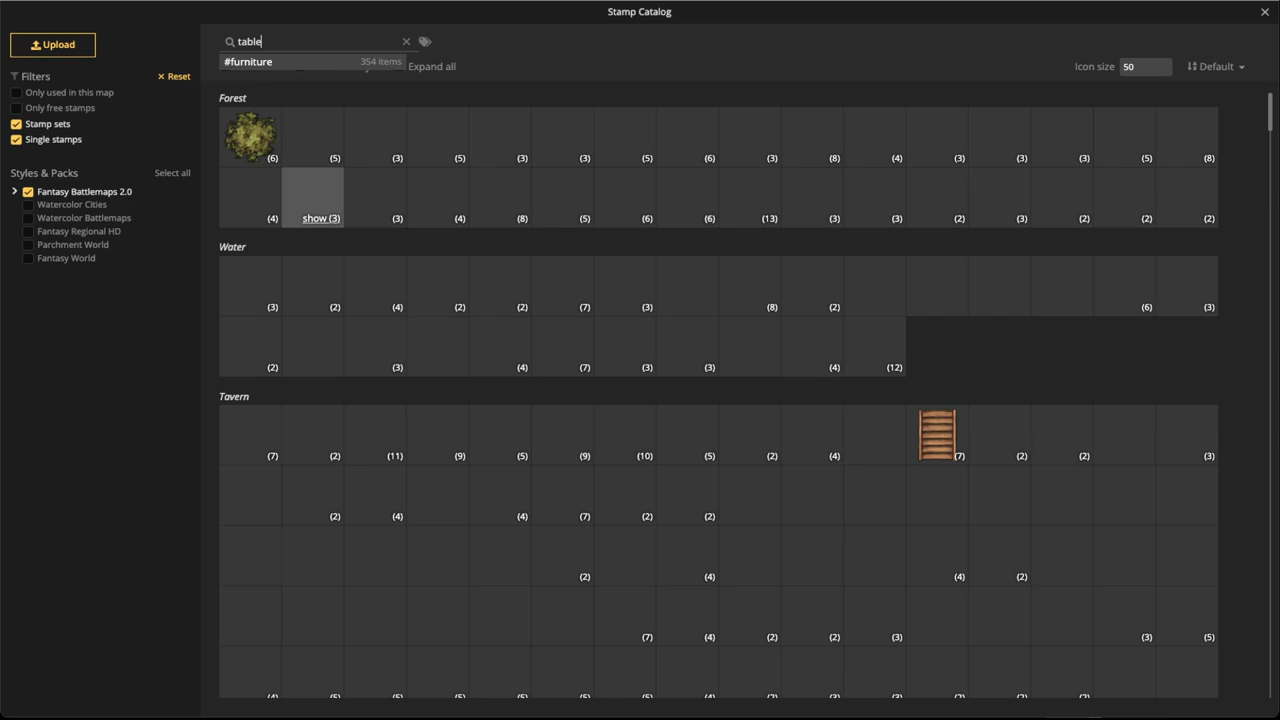 Stamp Catalog
Upload
table
#furniture 354 items
Expand all
Icon size 50 Default
Filters Reset
Only used in this map
Only free stamps
Stamp sets
Single stamps
Styles & Packs Select all
Fantasy Battlemaps 2.0
Watercolor Cities
Watercolor Battlemaps
Fantasy Regional HD
Parchment World
Fantasy World
Forest
(6) (5) (3) (5) (3) (3) (5) (6) (3) (8) (4) (3) (3) (3) (5) (8)
(4) show (3) (3) (4) (8) (5) (6) (6) (13) (3) (3) (2) (3) (2) (2) (2)
Water
(3) (2) (4) (2) (2) (7) (3) (8) (2) (6) (3)
(2) (3) (4) (7) (3) (3) (4) (12)
Tavern
(7) (2) (11) (9) (5) (9) (10) (5) (2) (4) (7) (2) (2) (3)
(2) (4) (4) (7) (2) (2)
(2) (4) (4) (2)
(7) (4) (2) (2) (3) (3) (5)